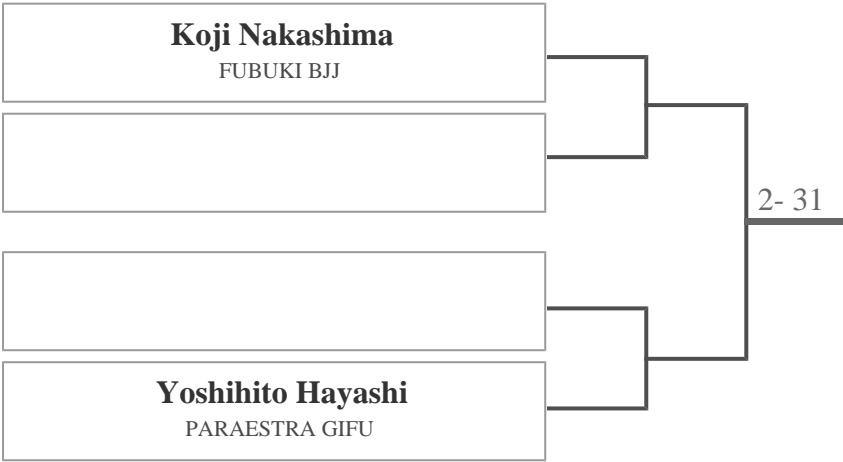 Koji Nakashima
FUBUKI BJJ
2- 31
Yoshihito Hayashi
PARAESTRA GIFU